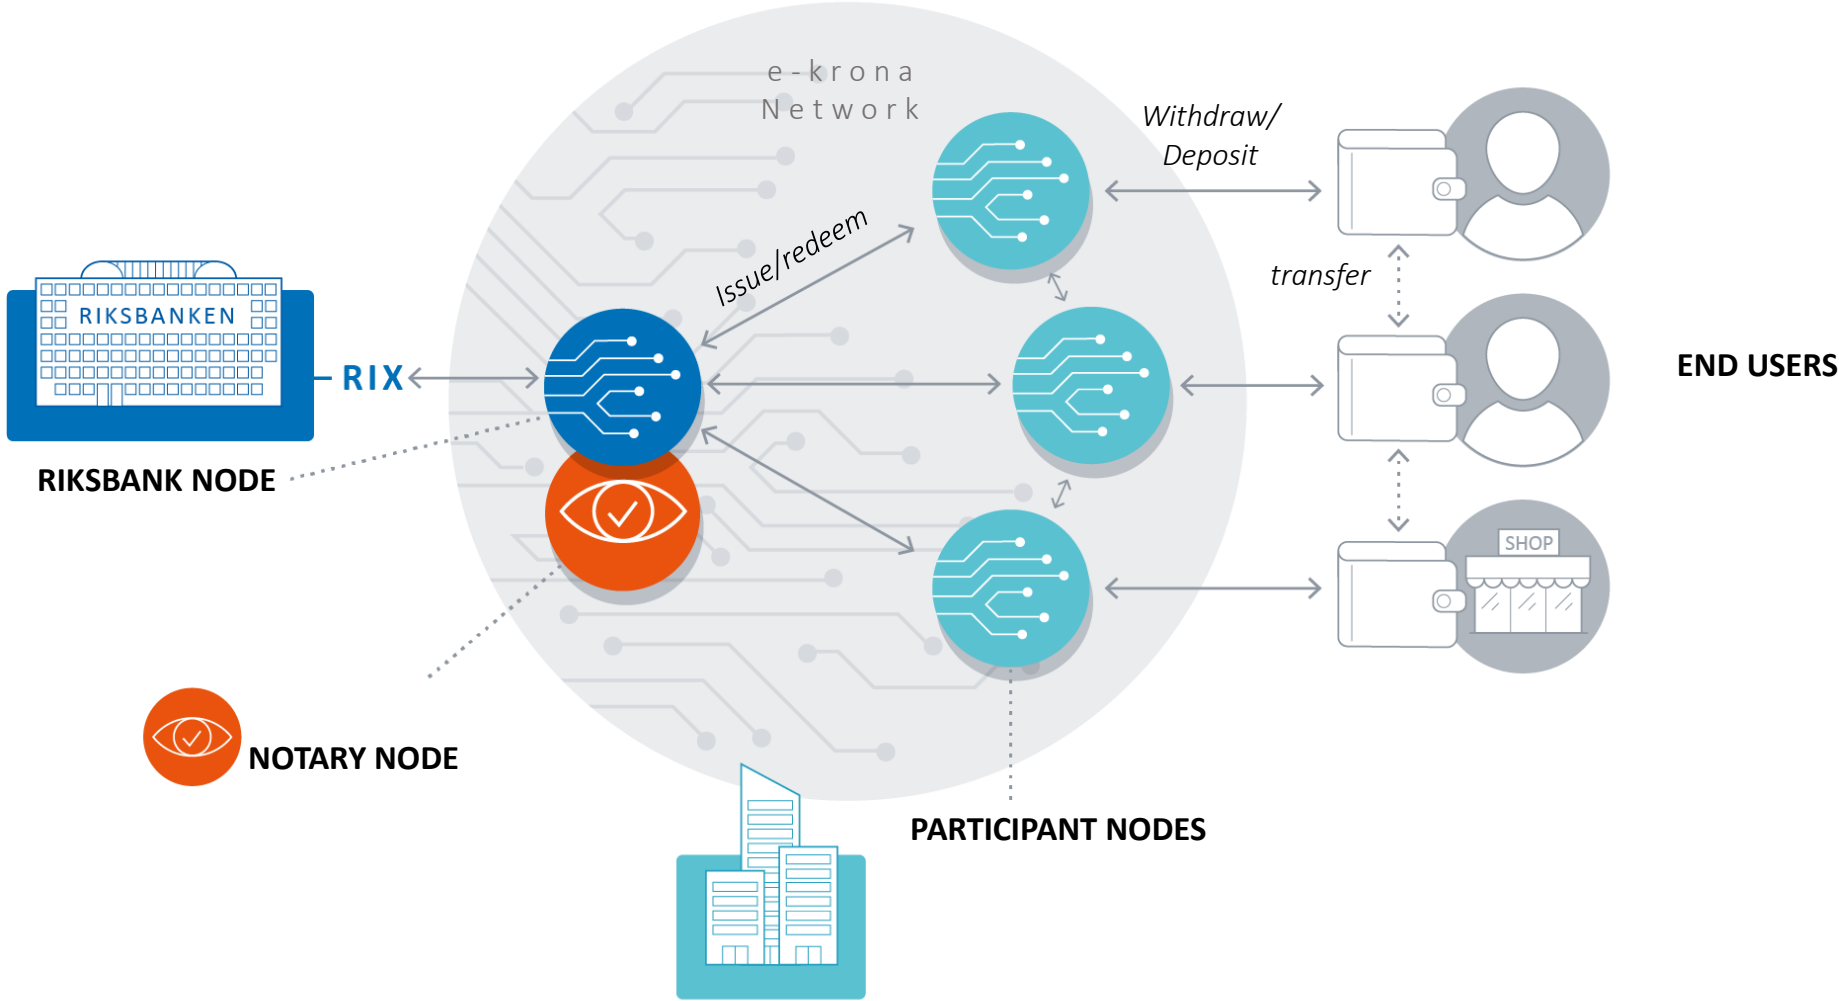 e-krona
Network
Withdraw/
Deposit
Issue/redeem
transfer
RIKSBANKEN
RIX
END USERS
RIKSBANK NODE
SHOP
NOTARY NODE
PARTICIPANT NODES